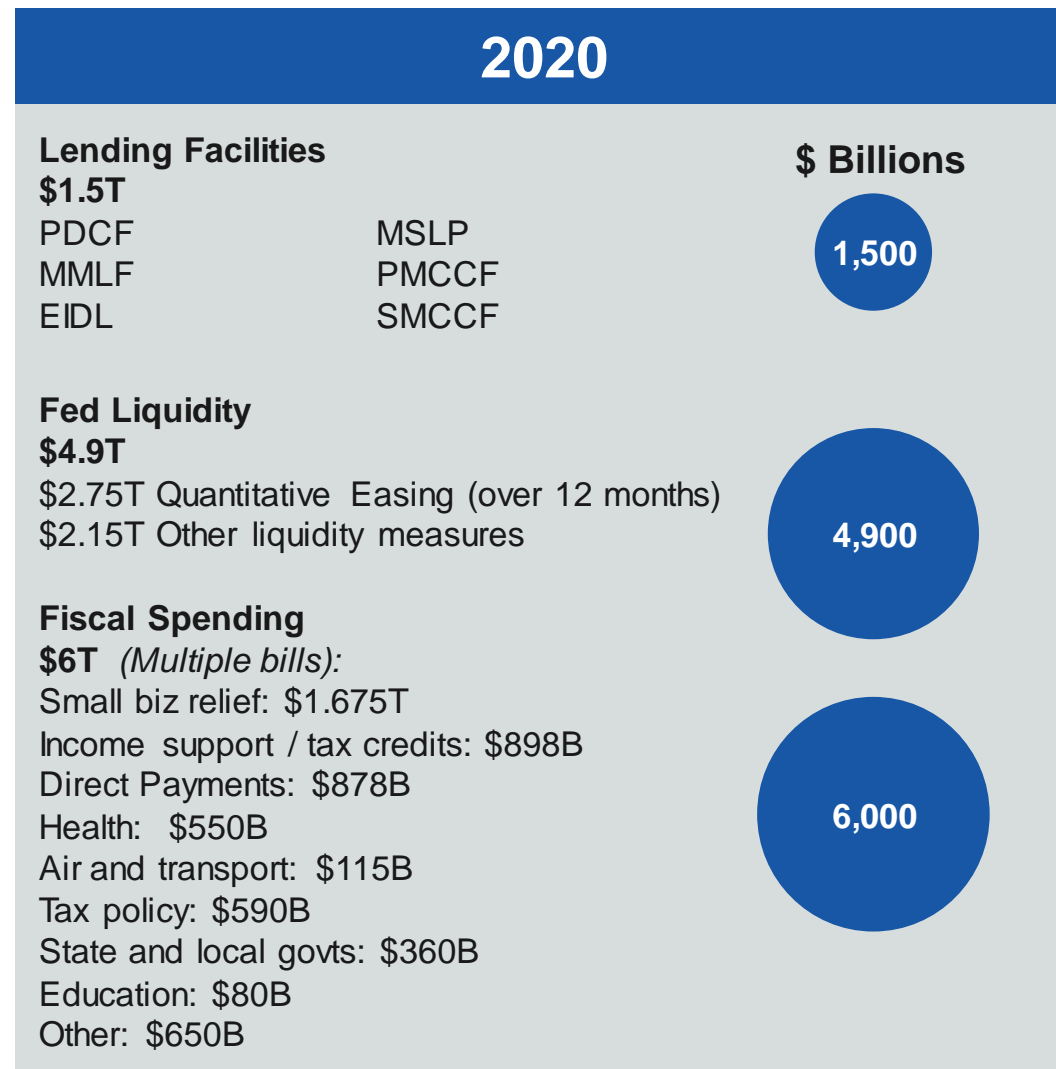 2020
Lending Facilities
$1.5T
PDCF MSLP
MMLF PMCCF
EIDL SMCCF
$ Billions
1,500
Fed Liquidity
$4.9T
$2.75T Quantitative Easing (over 12 months)
$2.15T Other liquidity measures
4,900
Fiscal Spending
$6T (Multiple bills):
Small biz relief: $1.675T
Income support / tax credits: $898B
Direct Payments: $878B
Health: $550B
Air and transport: $115B
Tax policy: $590B
State and local govts: $360B
Education: $80B
Other: $650B
6,000